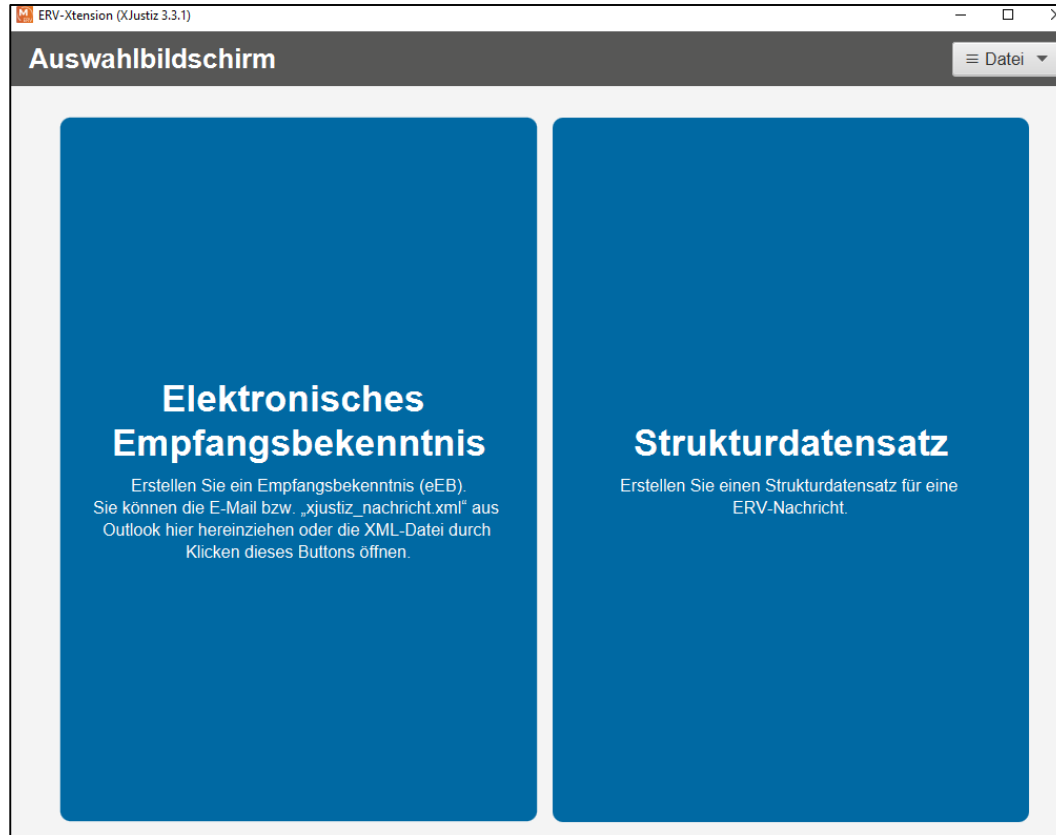 ERV-Xtension (XJustiz 3.3.1)
Auswahlbildschirm
≡ Datei
Elektronisches
Empfangsbekenntnis
Erstellen Sie ein Empfangsbekenntnis (eEB).
Sie können die E-Mail bzw. „xjustiz_nachricht.xml“ aus
Outlook hier hereinziehen oder die XML-Datei durch
Klicken dieses Buttons öffnen.
Strukturdatensatz
Erstellen Sie einen Strukturdatensatz für eine
ERV-Nachricht.